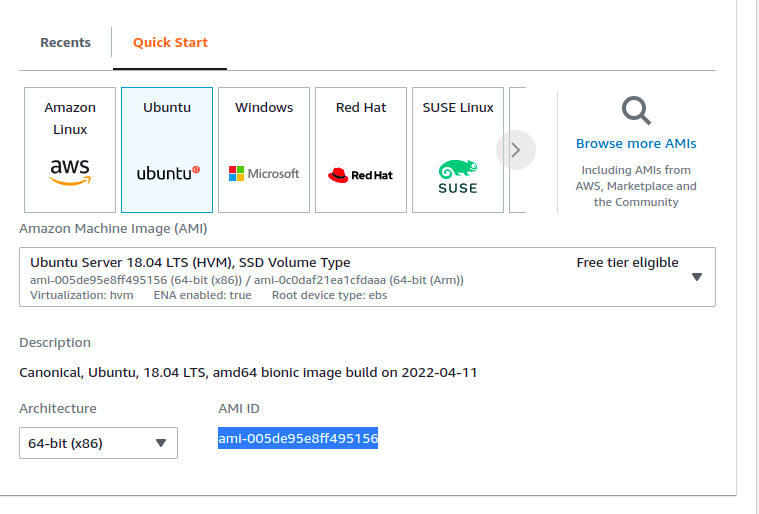 Recents
Quick Start
Amazon
Linux
aws
Ubuntu
ubuntu
Windows
Microsoft
Red Hat
Red Hat
SUSE Linux
SUSE
Browse more AMIs
Including AMIs from
AWS, Marketplace and
the Community
Amazon Machine Image (AMI)
Ubuntu Server 18.04 LTS (HVM), SSD Volume Type
Free tier eligible
ami-005de95e8ff495156 (64-bit (x86)) / ami-0c0daf21ea1cfdaaa (64-bit (Arm))
Virtualization: hvm ENA enabled: true Root device type: ebs
Description
Canonical, Ubuntu, 18.04 LTS, amd64 bionic image build on 2022-04-11
Architecture
AMI ID
64-bit (x86)
ami-005de95e8ff495156